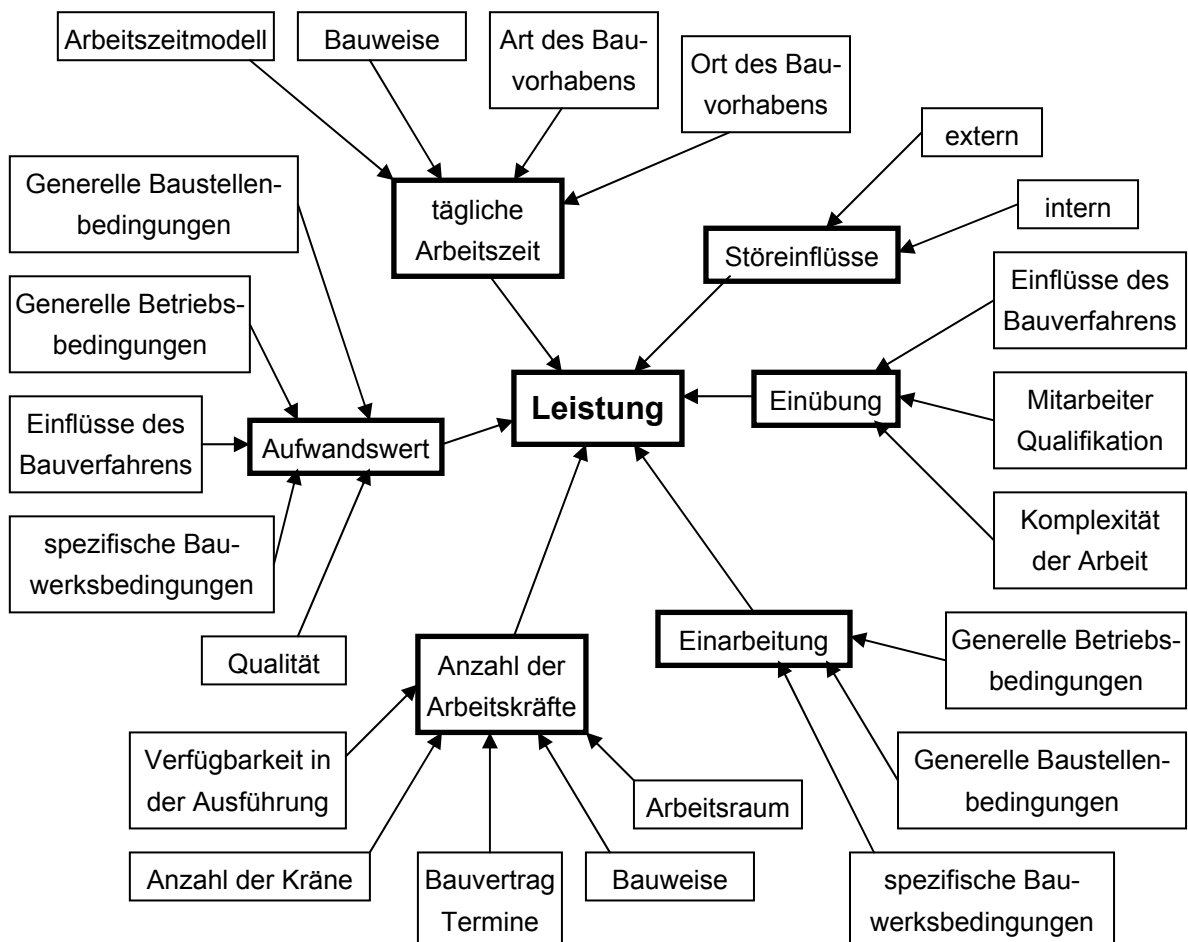 Arbeitszeitmodell
Bauweise
Art des Bau-
vorhabens
Ort des Bau-
vorhabens
extern
intern
Generelle Baustellen-
bedingungen
tägliche
Arbeitszeit
Störeinflüsse
Generelle Betriebs-
bedingungen
Einflüsse des
Bauverfahrens
Leistung
Einübung
Mitarbeiter
Qualifikation
Einflüsse des
Bauverfahrens
Aufwandswert
Komplexität
der Arbeit
spezifische Bau-
werksbedingungen
Qualität
Anzahl der
Arbeitskräfte
Einarbeitung
Generelle Betriebs-
bedingungen
Verfügbarkeit in
der Ausführung
Arbeitsraum
Generelle Baustellen-
bedingungen
Anzahl der Kräne
Bauvertrag
Termine
Bauweise
spezifische Bau-
werksbedingungen